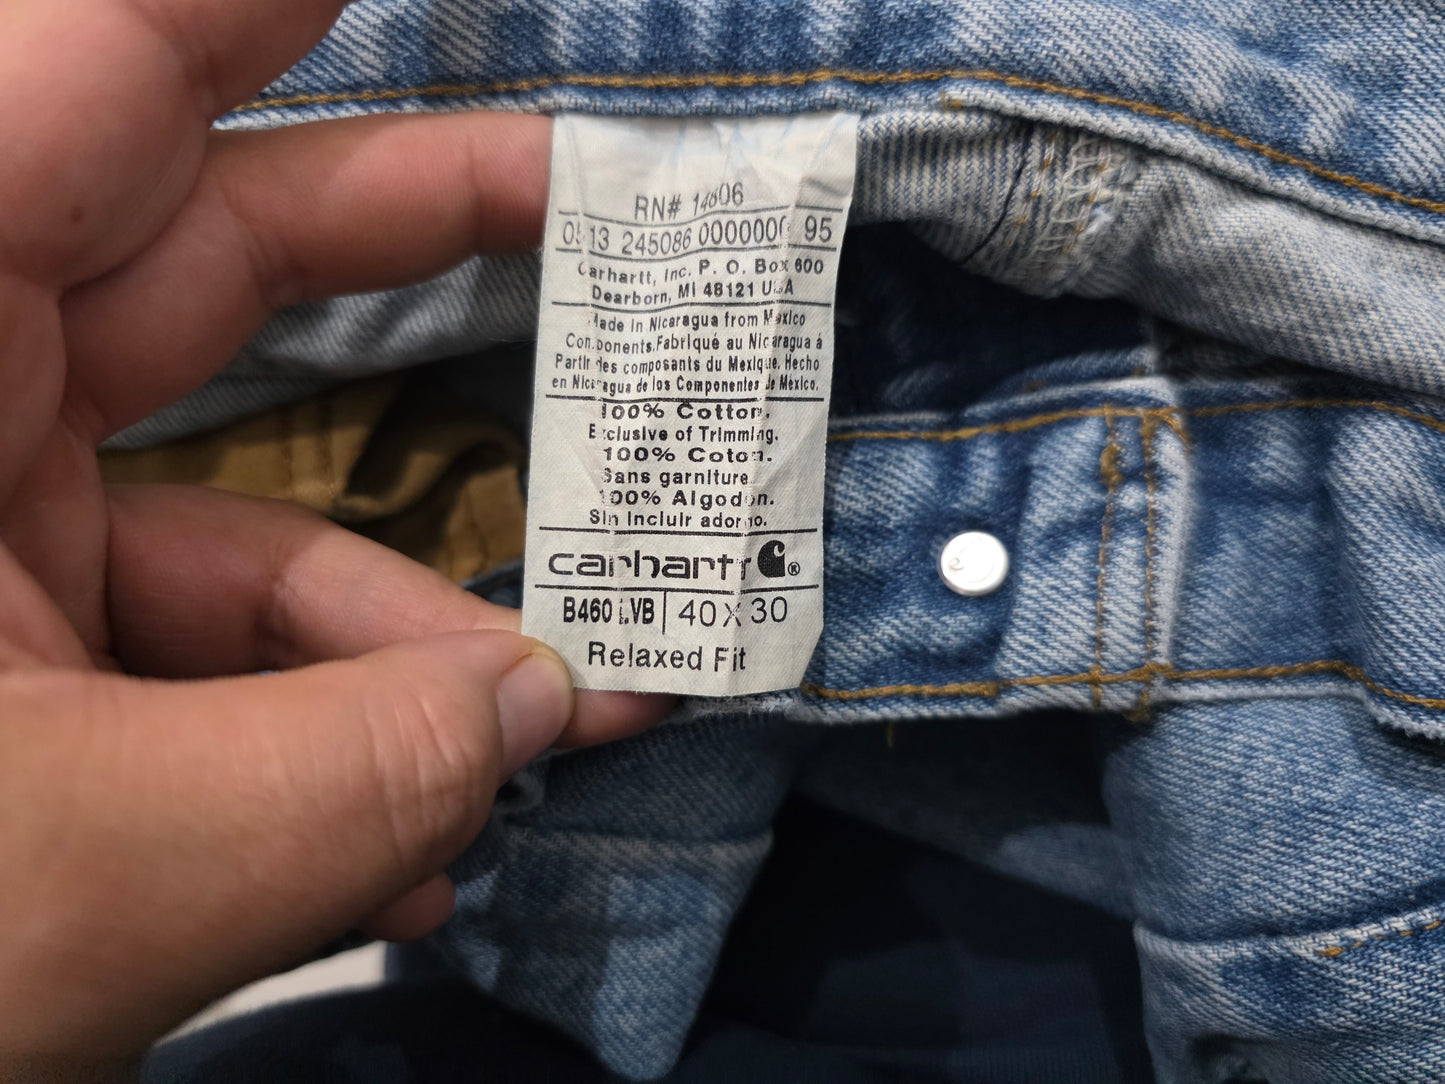 RN# 14806
0513 245086 0000000 95
Carhartt, Inc. P. O. Box 600
Dearborn, MI 48121 USA
Made In Nicaragua from Mexico
Components.Fabriqué au Nicaragua á
Partir des composants du Mexique. Hecho
en Nicaragua de los Componentes de México.
100% Cotton.
Exclusive of Trimming.
100% Coton.
Sans garniture.
100% Algodon.
Sin Incluir adorno.
carhartt ®
B460 LVB | 40 X 30
Relaxed Fit